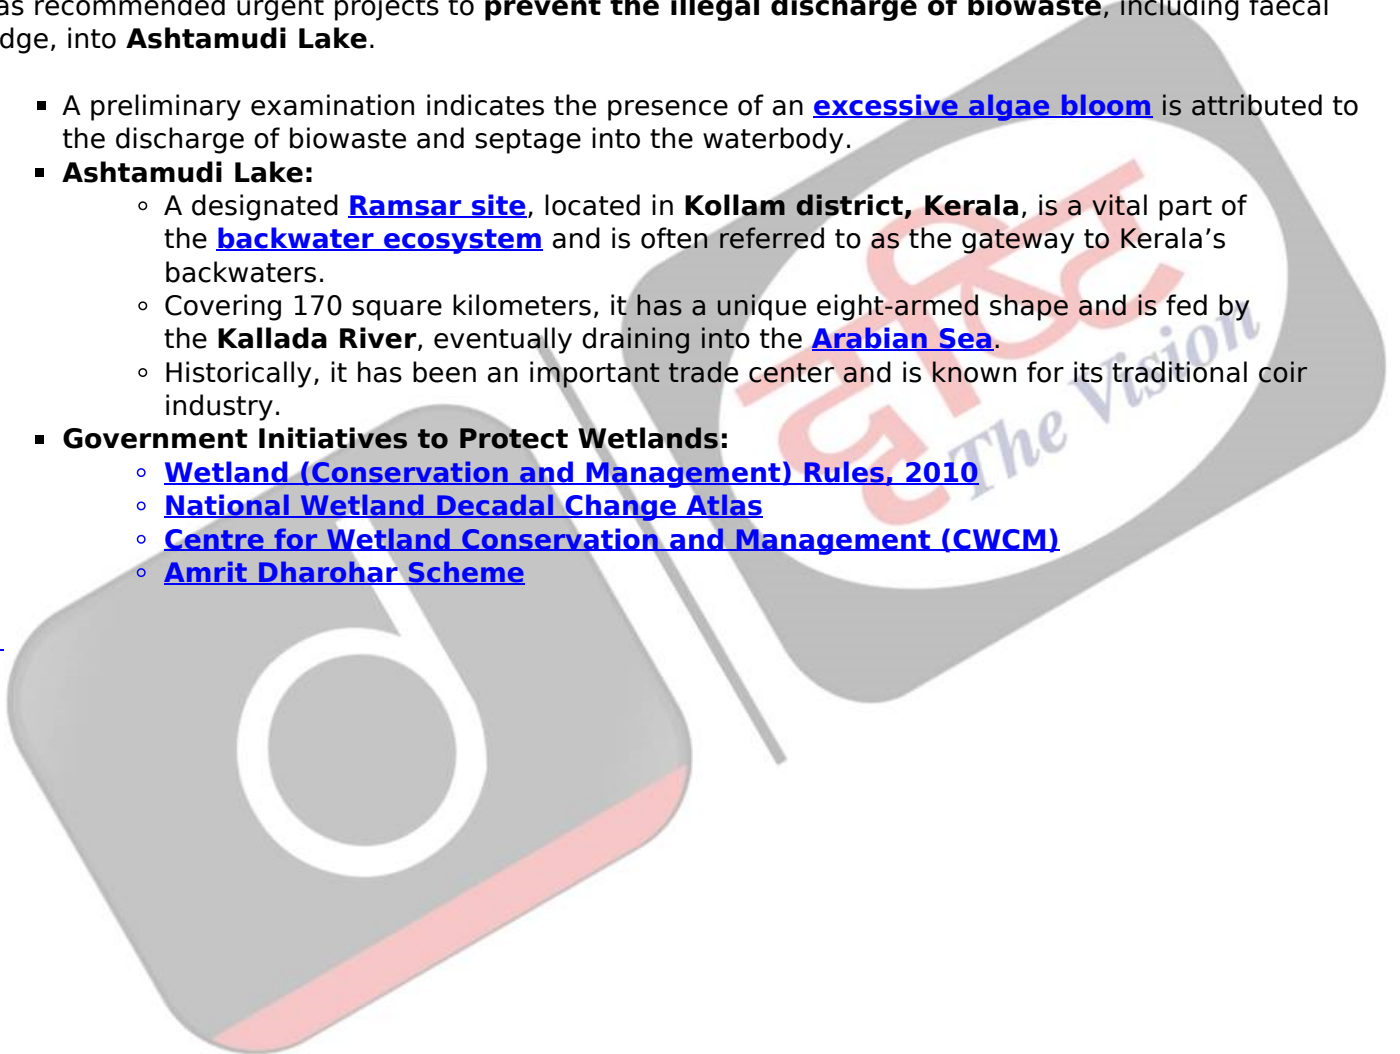 as recommended urgent projects to prevent the illegal discharge of biowaste, including faecal
dge, into Ashtamudi Lake.
▪ A preliminary examination indicates the presence of an excessive algae bloom is attributed to
the discharge of biowaste and septage into the waterbody.
▪ Ashtamudi Lake:
◦ A designated Ramsar site, located in Kollam district, Kerala, is a vital part of
the backwater ecosystem and is often referred to as the gateway to Kerala’s
backwaters.
◦ Covering 170 square kilometers, it has a unique eight-armed shape and is fed by
the Kallada River, eventually draining into the Arabian Sea.
◦ Historically, it has been an important trade center and is known for its traditional coir
industry.
▪ Government Initiatives to Protect Wetlands:
◦ Wetland (Conservation and Management) Rules, 2010
◦ National Wetland Decadal Change Atlas
◦ Centre for Wetland Conservation and Management (CWCM)
◦ Amrit Dharohar Scheme
दृष्टि
The Vision
d